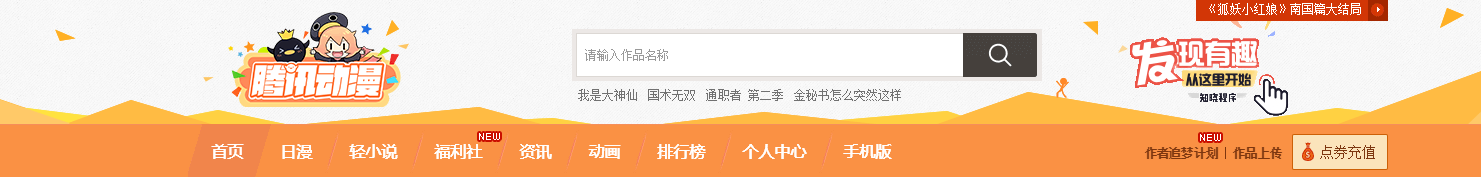 《狐妖小红娘》南国篇大结局
腾讯动漫
请输入作品名称
发现有趣
从这里开始
知晓程序
我是大神仙 国术无双 通职者 第二季 金秘书怎么突然这样
首页 日漫 轻小说 福利社 NEW 资讯 动画 排行榜 个人中心 手机版
NEW
作者追梦计划 | 作品上传 点券充值